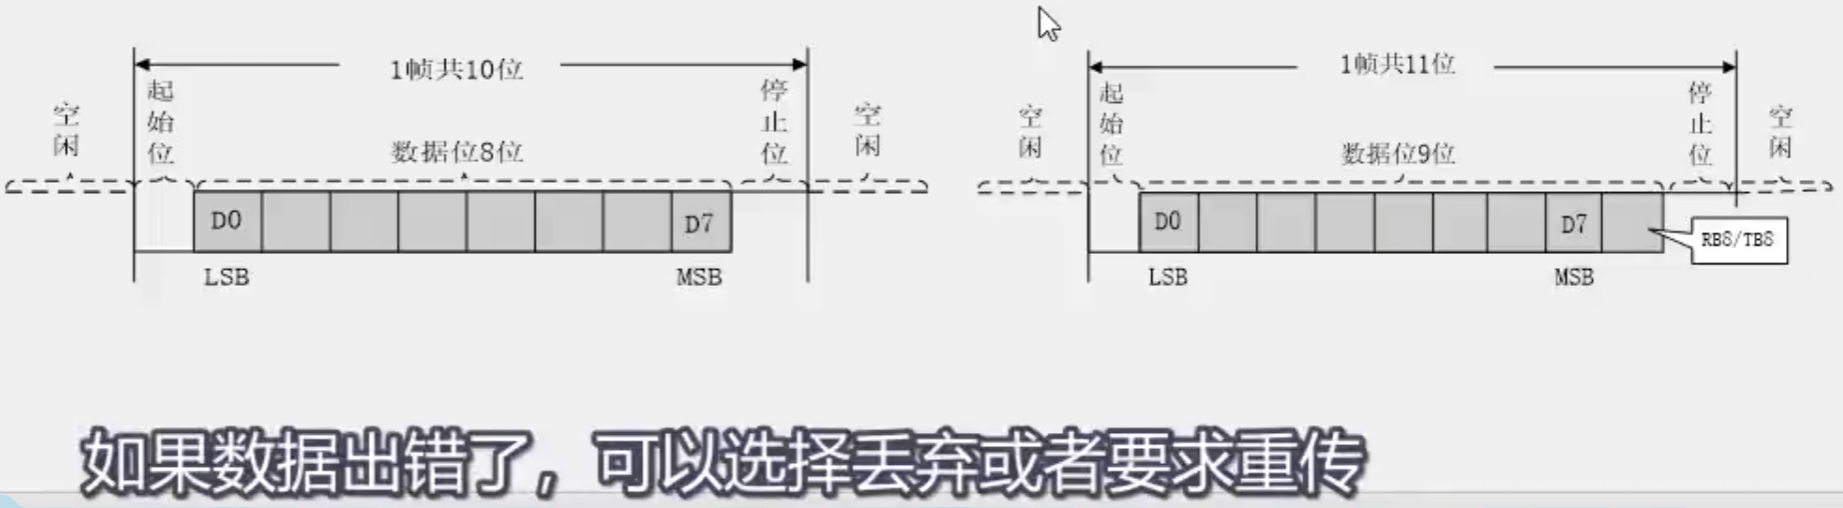 1帧共10位
空闲
起始位
数据位8位
停止位
空闲
D0
D7
LSB
MSB
1帧共11位
空闲
起始位
数据位9位
停止位
空闲
D0
D7
RB8/TB8
LSB
MSB
如果数据出错了，可以选择丢弃或者要求重传